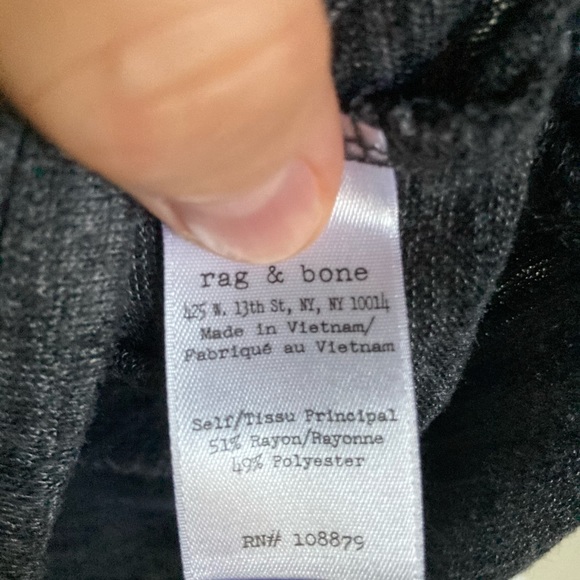 rag & bone
425 W. 13th St, NY, NY 10014
Made in Vietnam/
Fabriqué au Vietnam
Self/Tissu Principal
51% Rayon/Rayonne
49% Polyester
RN# 108879